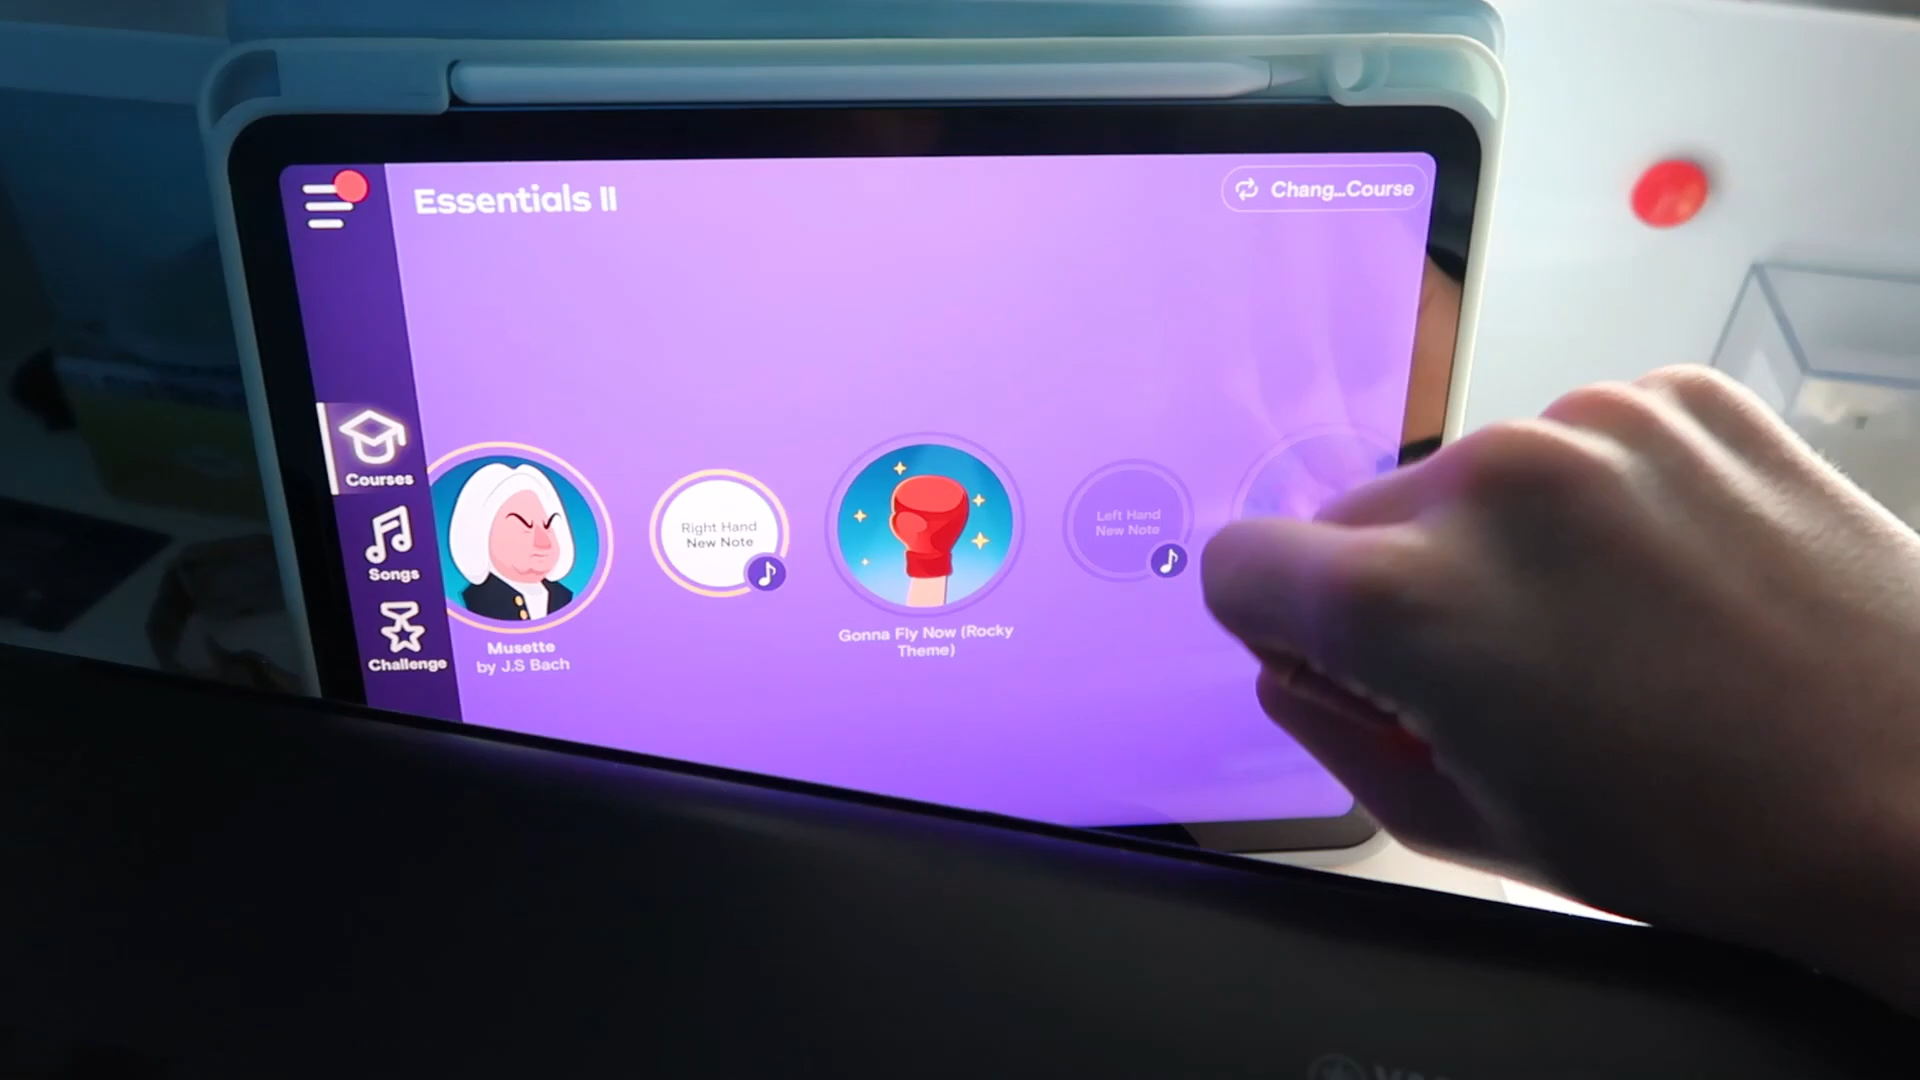 Essentials II
Chang...Course
Courses
Songs
Challenge
Musette
by J.S Bach
Right Hand
New Note
Gonna Fly Now (Rocky
Theme)
Left Hand
New Note